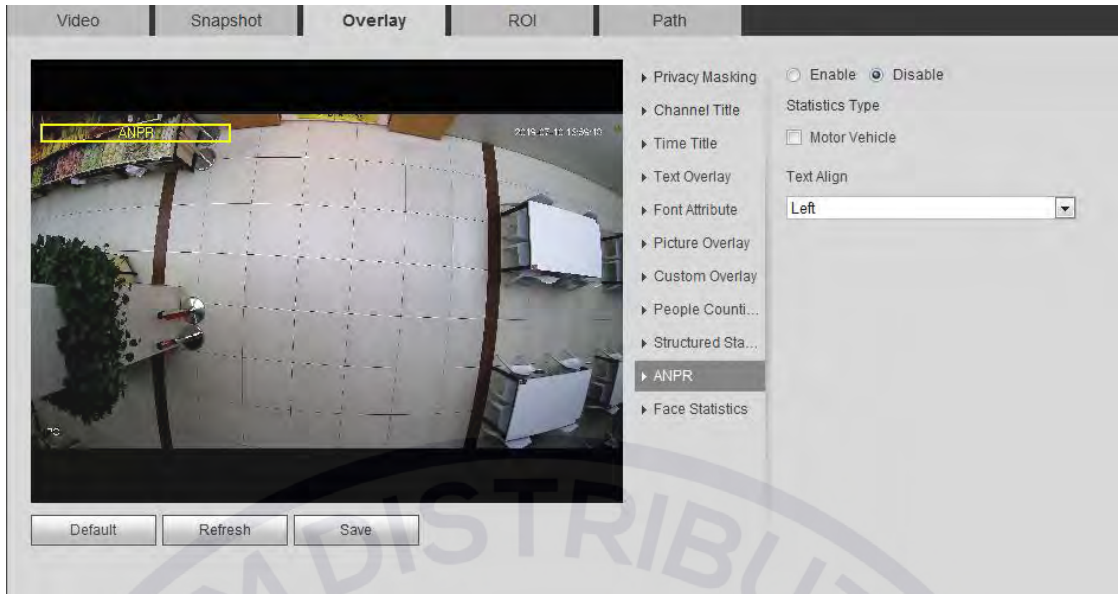 Video Snapshot Overlay ROI Path
ANPR
Privacy Masking
Channel Title
Time Title
Text Overlay
Font Attribute
Picture Overlay
Custom Overlay
People Counti...
Structured Sta...
ANPR
Face Statistics
Enable Disable
Statistics Type
Motor Vehicle
Text Align
Left
Default Refresh Save
DISTRIBUT